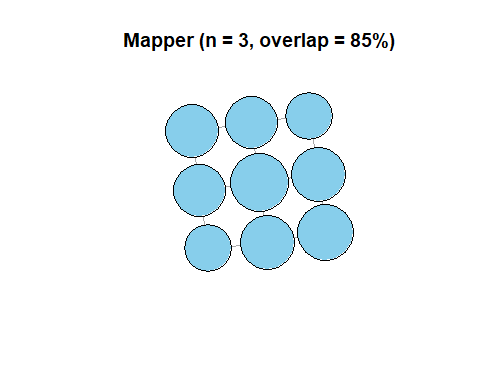 Mapper (n = 3, overlap = 85%)